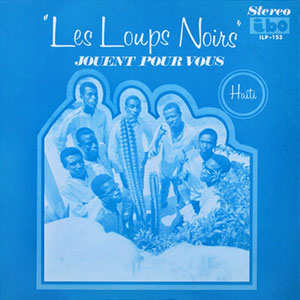 "Les Loups Noirs"
JOUENT POUR VOUS
Stereo
ibo
ILP-153
Haiti